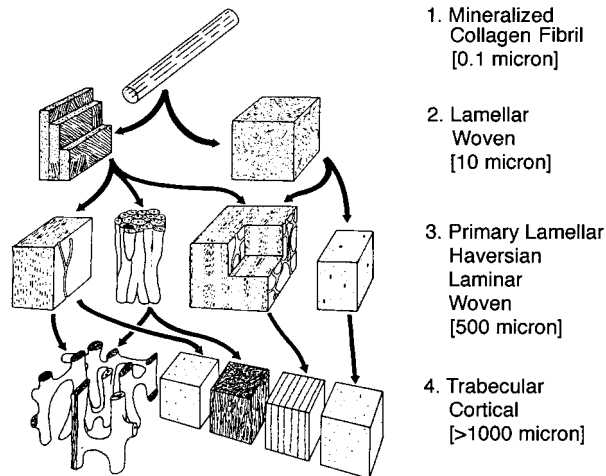 1. Mineralized
Collagen Fibril
[0.1 micron]
2. Lamellar
Woven
[10 micron]
3. Primary Lamellar
Haversian
Laminar
Woven
[500 micron]
4. Trabecular
Cortical
[>1000 micron]